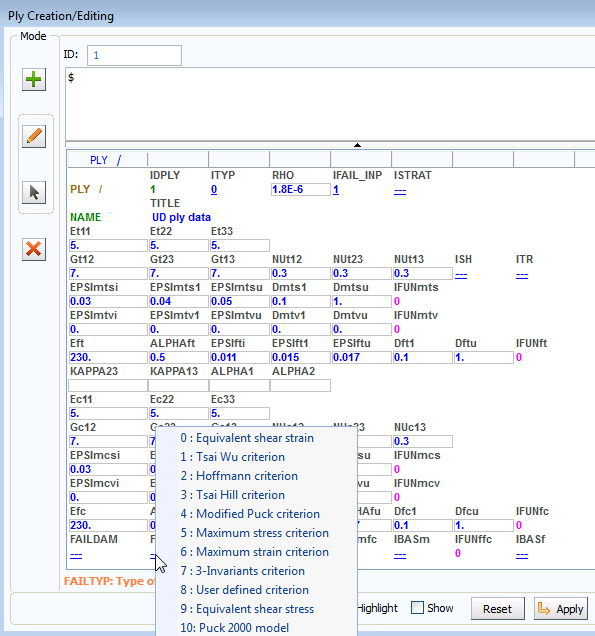 Ply Creation/Editing
Mode
ID: 1
$
PLY /
IDPLY ITYP RHO IFAIL_INP ISTRAT
PLY / 1 0 1.8E-6 1 ---
TITLE
NAME UD ply data
Et11 Et22 Et33
5. 5. 5.
Gt12 Gt23 Gt13 NUt12 NUt23 NUt13 ISH ITR
7. 7. 7. 0.3 0.3 0.3 --- ---
EPSImtsi EPSImts1 EPSImtsu Dmts1 Dmtsu IFUNmts
0.03 0.04 0.05 0.1 1. 0
EPSImtvi EPSImtv1 EPSImtvu Dmtv1 Dmtvu IFUNmtv
0. 0. 0. 0. 0. 0
Eft ALPHAft EPSIfti EPSIft1 EPSIftu Dft1 Dftu IFUNft
230. 0.5 0.011 0.015 0.017 0.1 1. 0
KAPPA23 KAPPA13 ALPHA1 ALPHA2
Ec11 Ec22 Ec33
5. 5. 5.
Gc12 NUc13
7. 0.3
EPSImcsi IFUNmcs
0.03 0
EPSImcvi IFUNmcv
0. 0
Efc Dfc1 Dfcu IFUNfc
230. 0.1 1. 0
FAILDAM IBASm IFUNffc IBASf
--- --- 0 ---
0 : Equivalent shear strain
1 : Tsai Wu criterion
2 : Hoffmann criterion
3 : Tsai Hill criterion
4 : Modified Puck criterion
5 : Maximum stress criterion
6 : Maximum strain criterion
7 : 3-Invariants criterion
8 : User defined criterion
9 : Equivalent shear stress
10: Puck 2000 model
FAILTYP: Type
Highlight Show Reset Apply